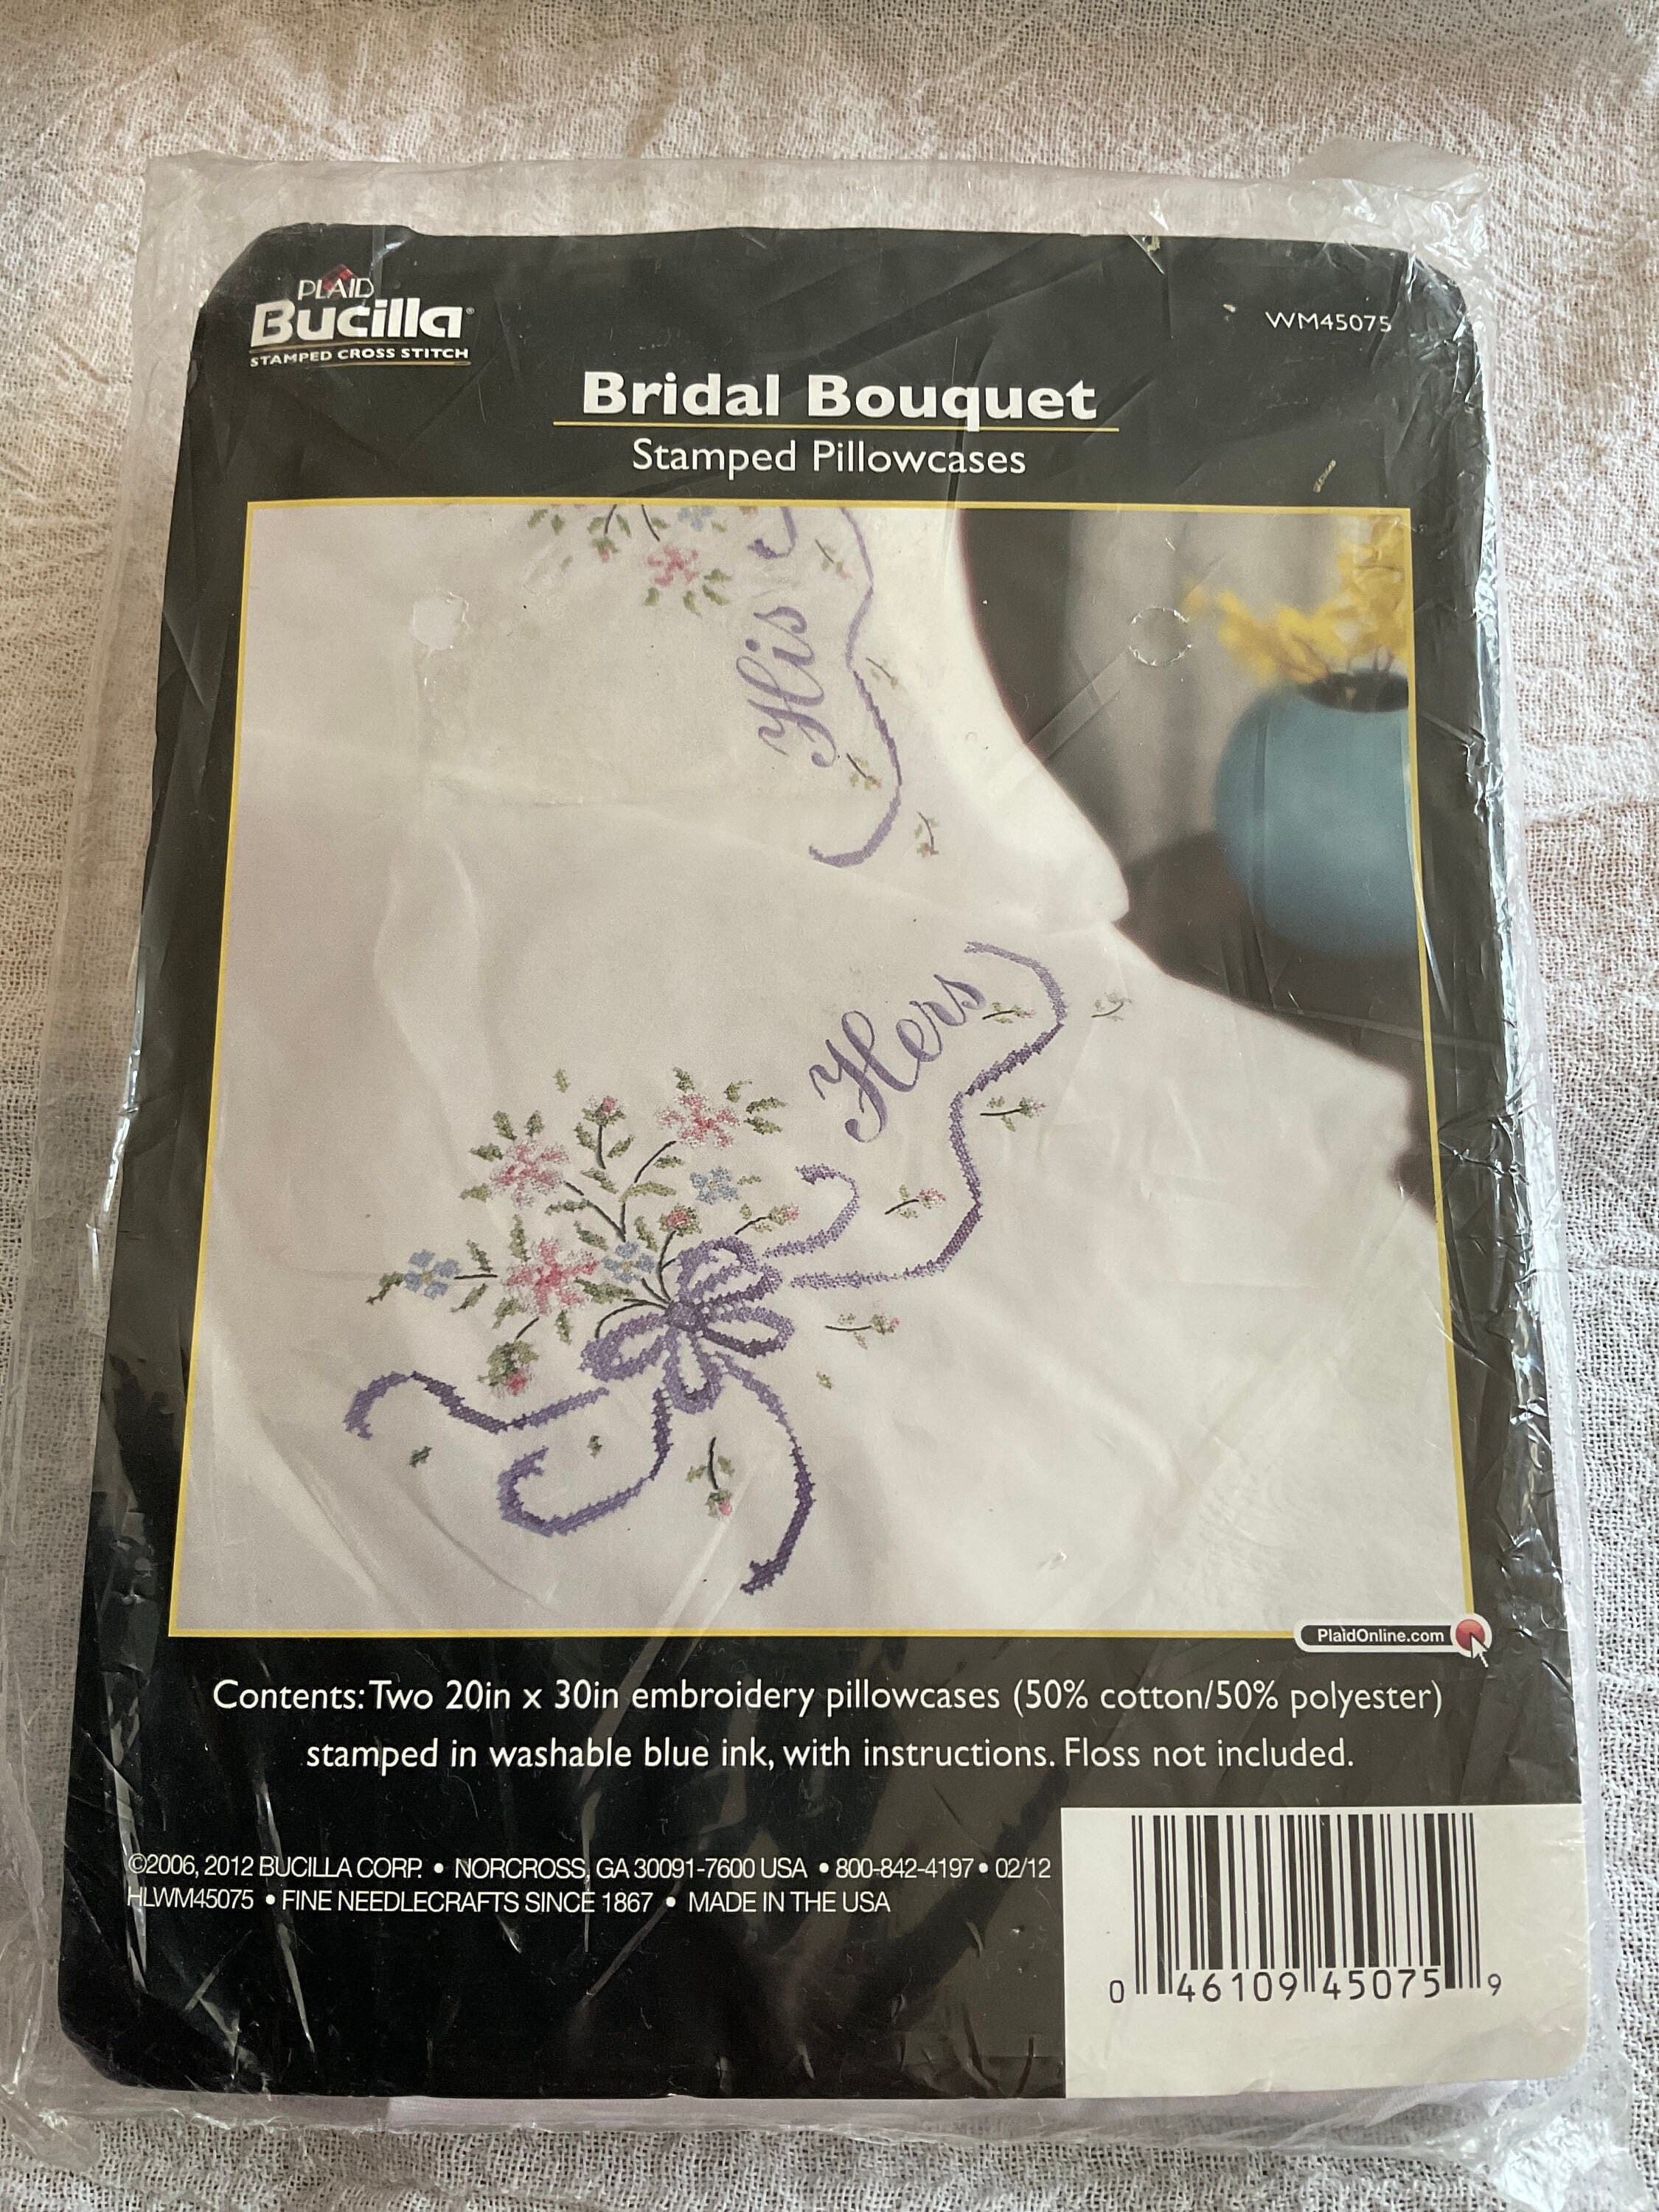 PLAID
Bucilla®
STAMPED CROSS STITCH
WM45075
Bridal Bouquet
Stamped Pillowcases
His
Hers
PlaidOnline.com
Contents: Two 20in x 30in embroidery pillowcases (50% cotton/50% polyester)
stamped in washable blue ink, with instructions. Floss not included.
©2006, 2012 BUCILLA CORP. • NORCROSS, GA 30091-7600 USA • 800-842-4197 • 02/12
HLWM45075 • FINE NEEDLECRAFTS SINCE 1867 • MADE IN THE USA
0 46109 45075 9